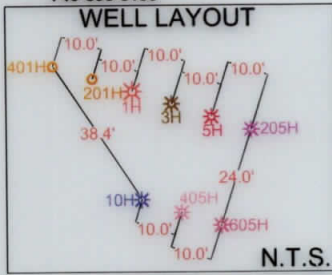 WELL LAYOUT
10.0' 10.0' 10.0'
401H 10.0' 10.0'
201H 1H 3H 5H 205H
38.4' 24.0'
10H 405H
10.0' 605H
10.0' N.T.S.